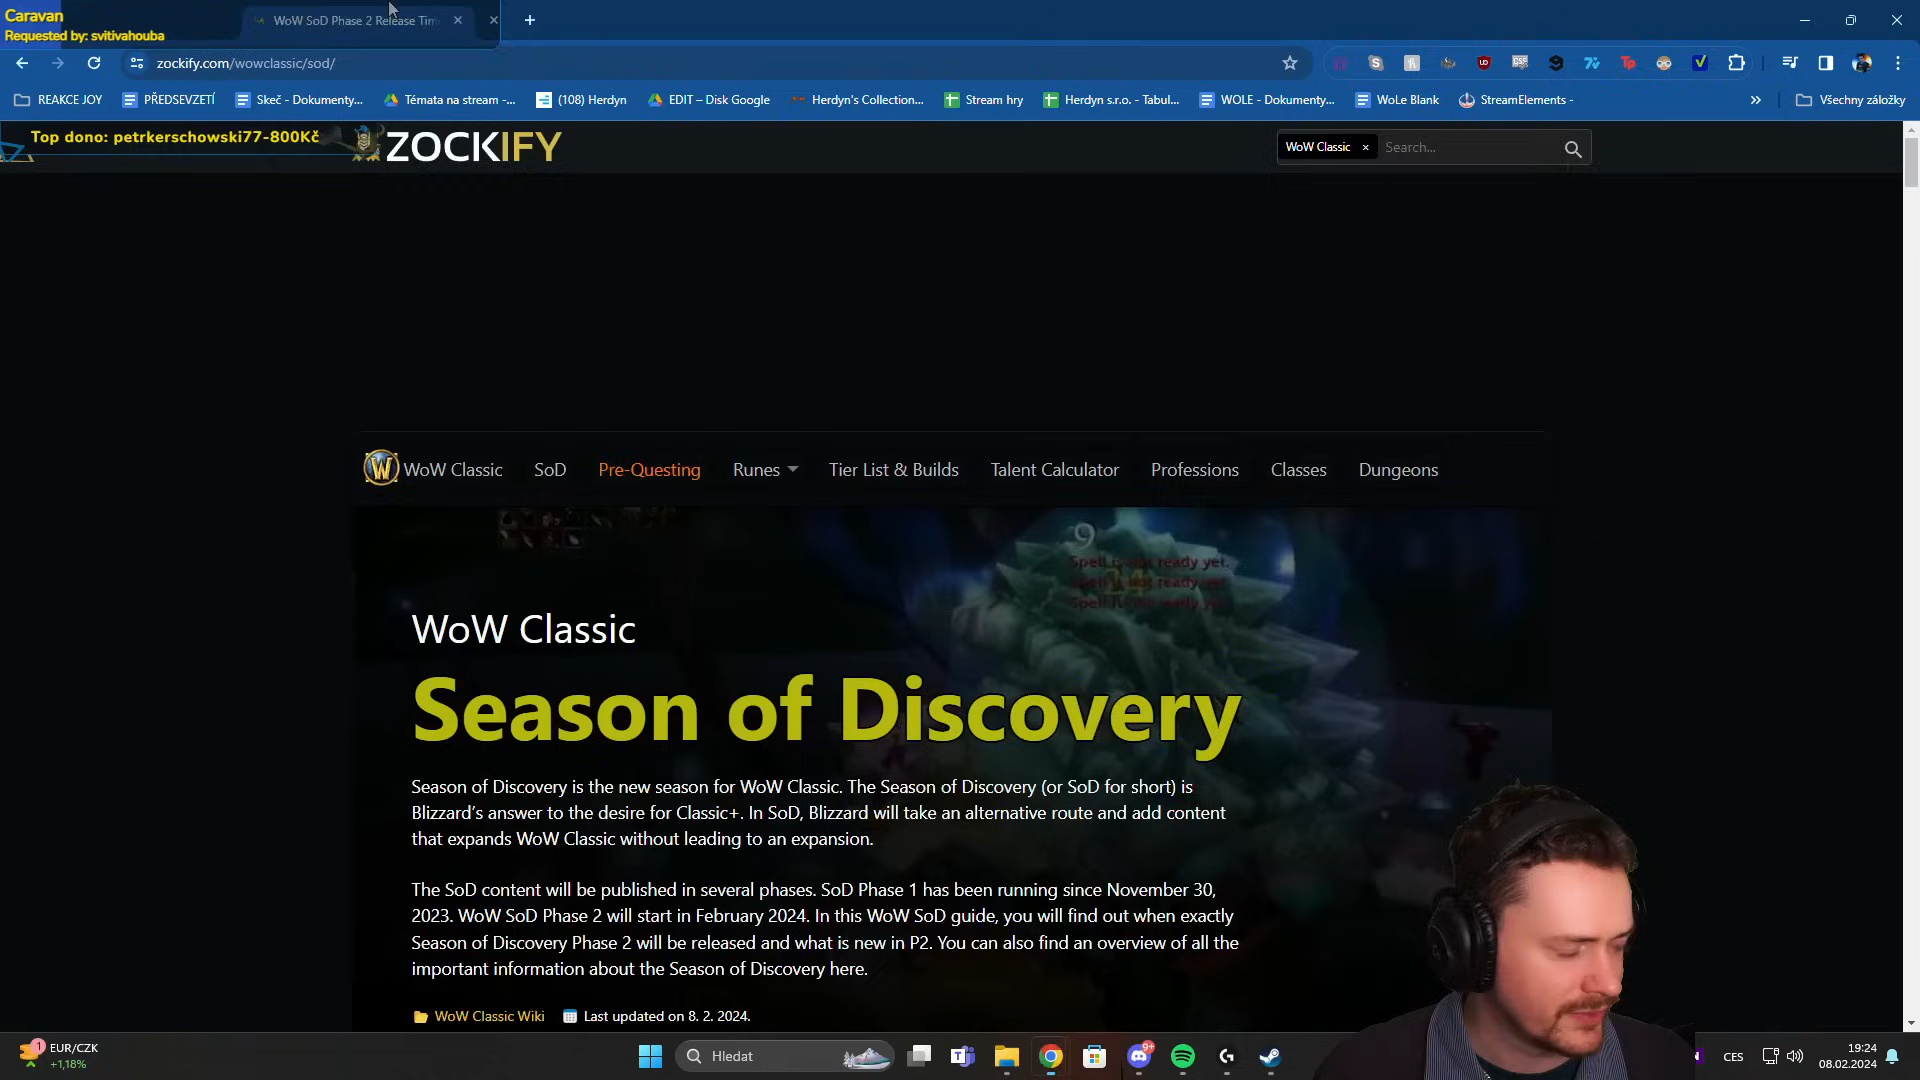 Caravan
Requested by: svitivahouba
WoW SoD Phase 2 Release Tim
zockify.com/wowclassic/sod/
REAKCE JOY
PŘEDSEVZETÍ
Skeč - Dokumenty...
Témata na stream -...
(108) Herdyn
EDIT – Disk Google
Herdyn's Collection...
Stream hry
Herdyn s.r.o. - Tabul...
WOLE - Dokumenty...
WoLe Blank
StreamElements -
Všechny záložky
Top dono: petrkerschowski77-800Kč
ZOCKIFY
WoW Classic
Search...
WoW Classic
SoD
Pre-Questing
Runes
Tier List & Builds
Talent Calculator
Professions
Classes
Dungeons
9
Spell is not ready yet.
WoW Classic
Season of Discovery
Season of Discovery is the new season for WoW Classic. The Season of Discovery (or SoD for short) is
Blizzard's answer to the desire for Classic+. In SoD, Blizzard will take an alternative route and add content
that expands WoW Classic without leading to an expansion.
The SoD content will be published in several phases. SoD Phase 1 has been running since November 30,
2023. WoW SoD Phase 2 will start in February 2024. In this WoW SoD guide, you will find out when exactly
Season of Discovery Phase 2 will be released and what is new in P2. You can also find an overview of all the
important information about the Season of Discovery here.
WoW Classic Wiki
Last updated on 8. 2. 2024.
1
EUR/CZK
+1,18%
Hledat
9+
CES
19:24
08.02.2024